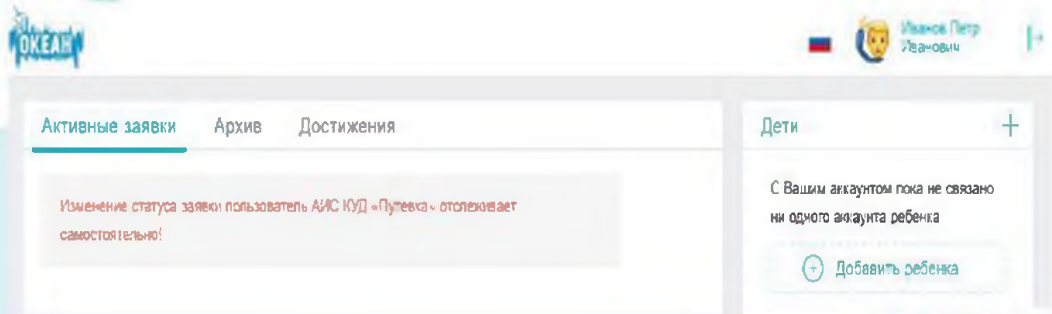 ОКЕАН
Иванов Петр
Иванович
Активные заявки Архив Достижения
Изменение статуса заявки пользователь АИС КУД «Путевка» отслеживает
самостоятельно!
Дети
С Вашим аккаунтом пока не связано
ни одного аккаунта ребенка
Добавить ребенка